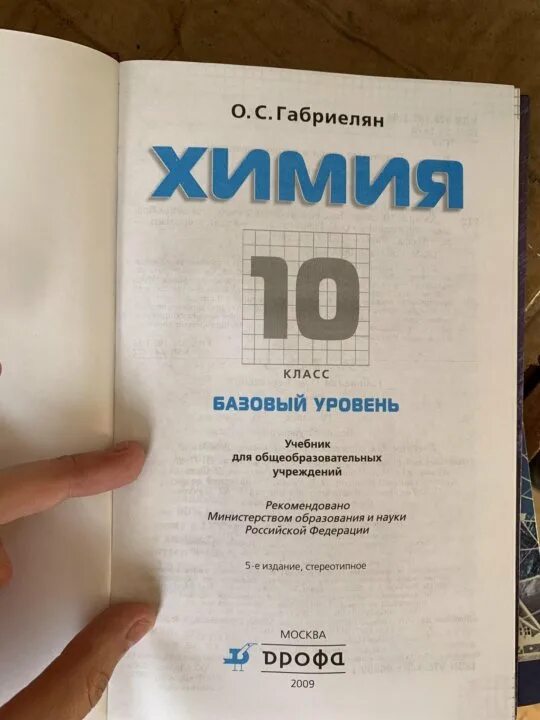 О. С. Габриелян
ХИМИЯ
10
КЛАСС
БАЗОВЫЙ УРОВЕНЬ
Учебник
для общеобразовательных
учреждений
Рекомендовано
Министерством образования и науки
Российской Федерации
5-е издание, стереотипное
МОСКВА
ДРОФА
2009